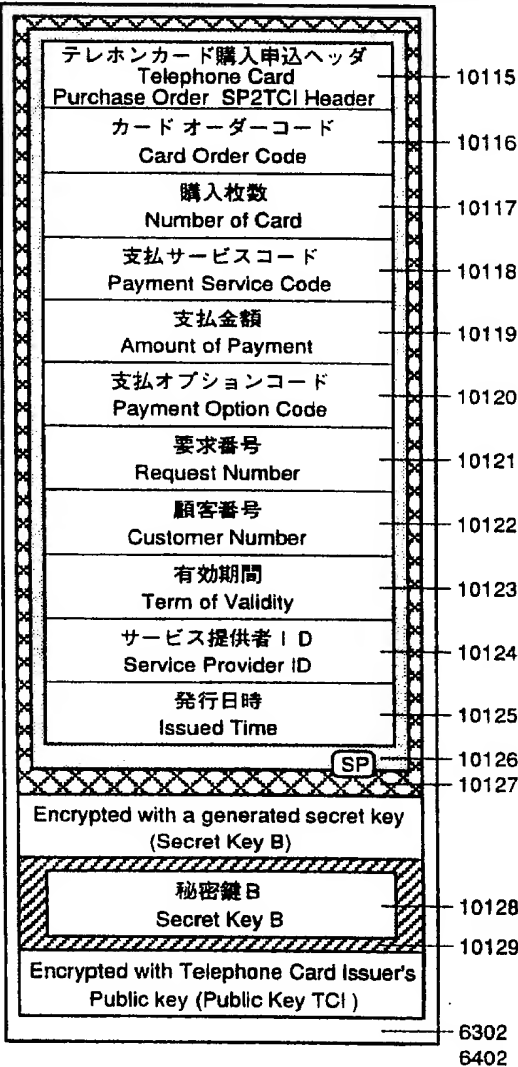 テレホンカード購入申込ヘッダ
Telephone Card
Purchase Order SP2TCI Header
10115
カード オーダーコード
Card Order Code
10116
購入枚数
Number of Card
10117
支払サービスコード
Payment Service Code
10118
支払金額
Amount of Payment
10119
支払オプションコード
Payment Option Code
10120
要求番号
Request Number
10121
顧客番号
Customer Number
10122
有効期間
Term of Validity
10123
サービス提供者ID
Service Provider ID
10124
発行日時
Issued Time
10125
SP
10126
10127
Encrypted with a generated secret key
(Secret Key B)
秘密鍵B
Secret Key B
10128
10129
Encrypted with Telephone Card Issuer's
Public key (Public Key TCI )
6302
6402